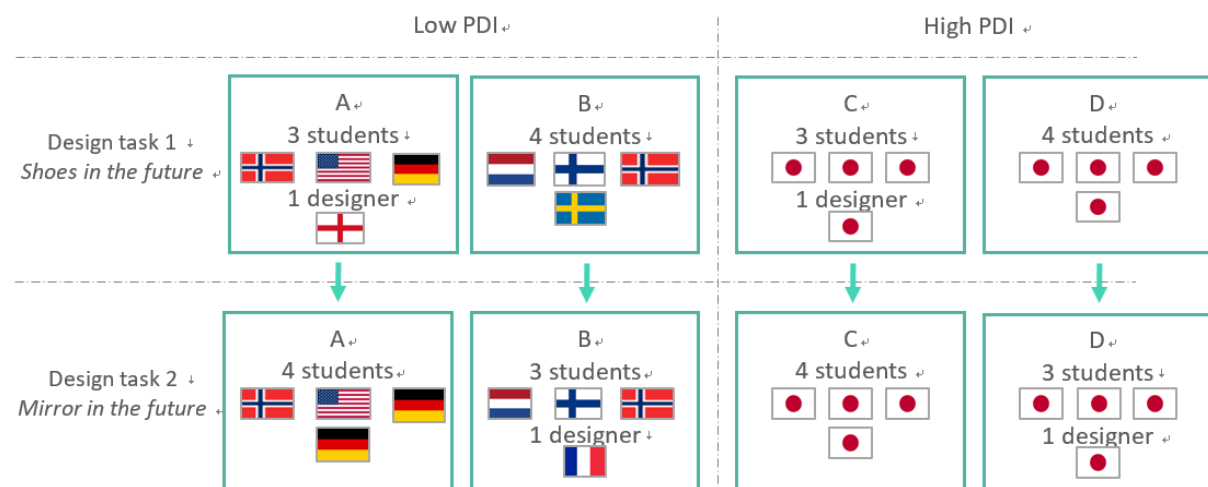 Low PDI
High PDI ↵
Design task 1 ↓
Shoes in the future ↵
A↵
3 students↓
1 designer ↵
B↵
4 students↓
C↵
3 students↓
1 designer ↵
D↵
4 students↓
Design task 2 ↓
Mirror in the future ↵
A↵
4 students↵
B↵
3 students↵
1 designer↓
C↵
4 students↵
D↵
3 students↓
1 designer ↵